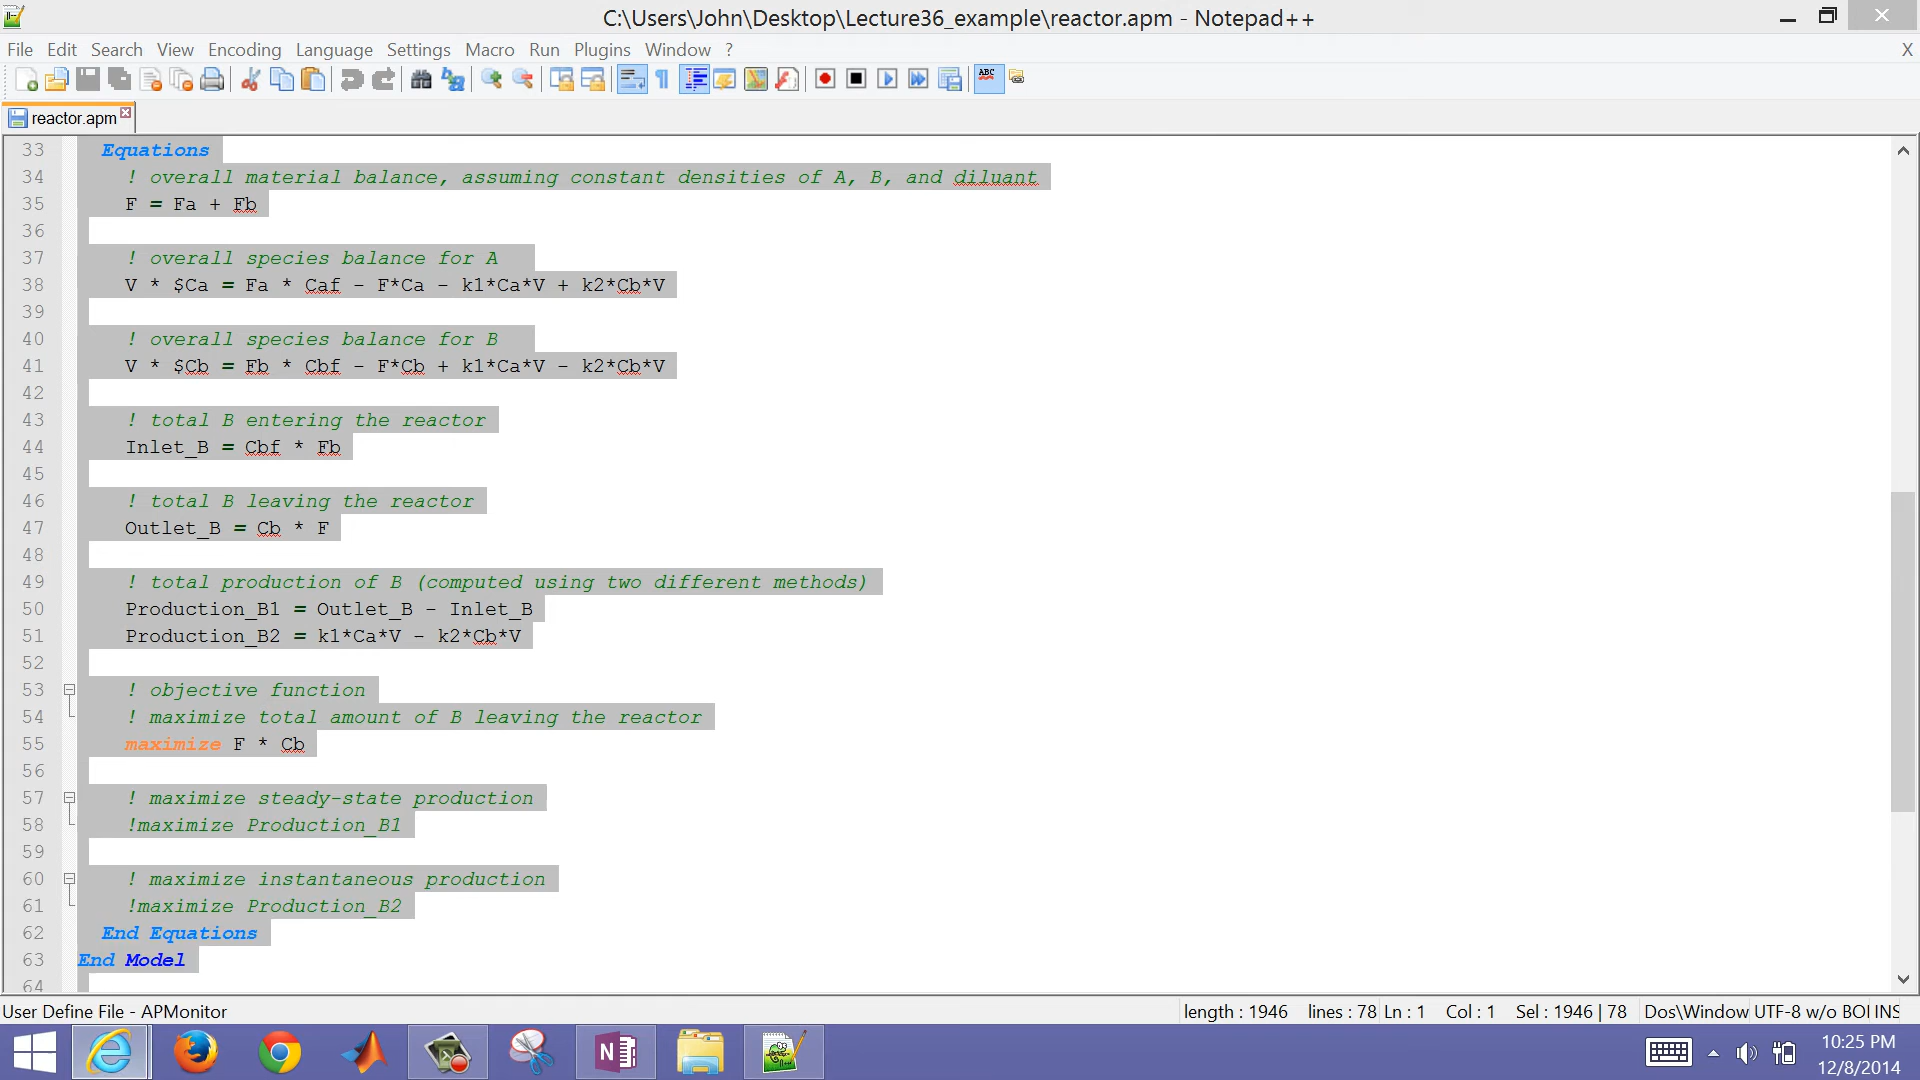 C:\Users\John\Desktop\Lecture36_example\reactor.apm - Notepad++
File Edit Search View Encoding Language Settings Macro Run Plugins Window ? X
ABC
reactor.apm
33 Equations
34 ! overall material balance, assuming constant densities of A, B, and diluant
35 F = Fa + Fb
36
37 ! overall species balance for A
38 V * $Ca = Fa * Caf - F*Ca - k1*Ca*V + k2*Cb*V
39
40 ! overall species balance for B
41 V * $Cb = Fb * Cbf - F*Cb + k1*Ca*V - k2*Cb*V
42
43 ! total B entering the reactor
44 Inlet_B = Cbf * Fb
45
46 ! total B leaving the reactor
47 Outlet_B = Cb * F
48
49 ! total production of B (computed using two different methods)
50 Production_B1 = Outlet_B - Inlet_B
51 Production_B2 = k1*Ca*V - k2*Cb*V
52
53 ! objective function
54 ! maximize total amount of B leaving the reactor
55 maximize F * Cb
56
57 ! maximize steady-state production
58 !maximize Production_B1
59
60 ! maximize instantaneous production
61 !maximize Production_B2
62 End Equations
63 End Model
64
User Define File - APMonitor length : 1946 lines : 78 Ln : 1 Col : 1 Sel : 1946 | 78 Dos\Window UTF-8 w/o BOI INS
N
10:25 PM
12/8/2014